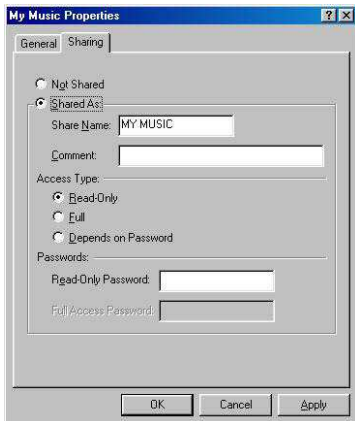 My Music Properties
General Sharing
Not Shared
Shared As:
Share Name: MY MUSIC
Comment:
Access Type:
Read-Only
Full
Depends on Password
Passwords:
Read-Only Password:
Full Access Password:
OK Cancel Apply